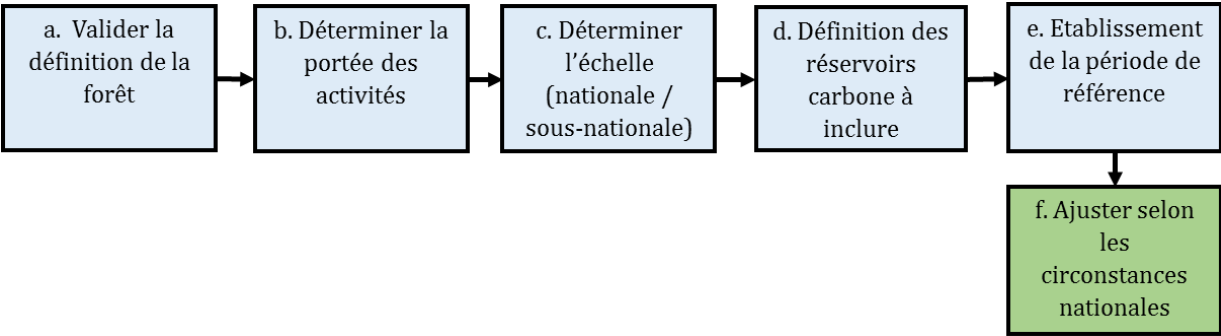 a. Valider la
définition de la
forêt
b. Déterminer la
portée des
activités
c. Déterminer
l’échelle
(nationale /
sous-nationale)
d. Définition des
réservoirs
carbone à
inclure
e. Etablissement
de la période de
référence
f. Ajuster selon
les
circonstances
nationales